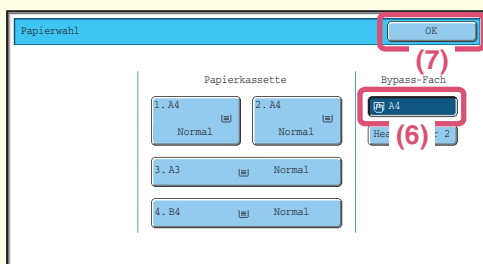 Papierwahl
OK
(7)
Papierkassette
Bypass-Fach
1. A4
Normal
2. A4
Normal
A4
(6)
2
3. A3 Normal
4. B4 Normal